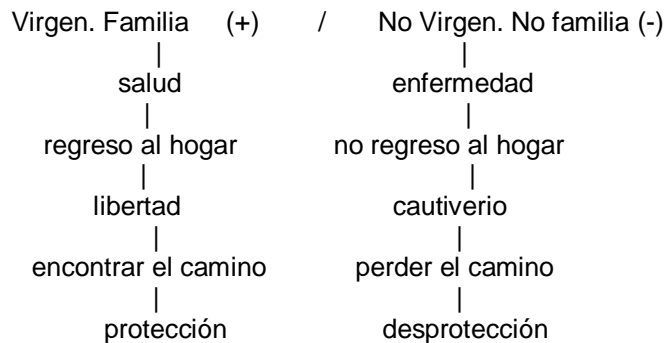 Virgen. Familia (+) / No Virgen. No familia (-)
| |
salud enfermedad
| |
regreso al hogar no regreso al hogar
| |
libertad cautiverio
| |
encontrar el camino perder el camino
| |
protección desprotección